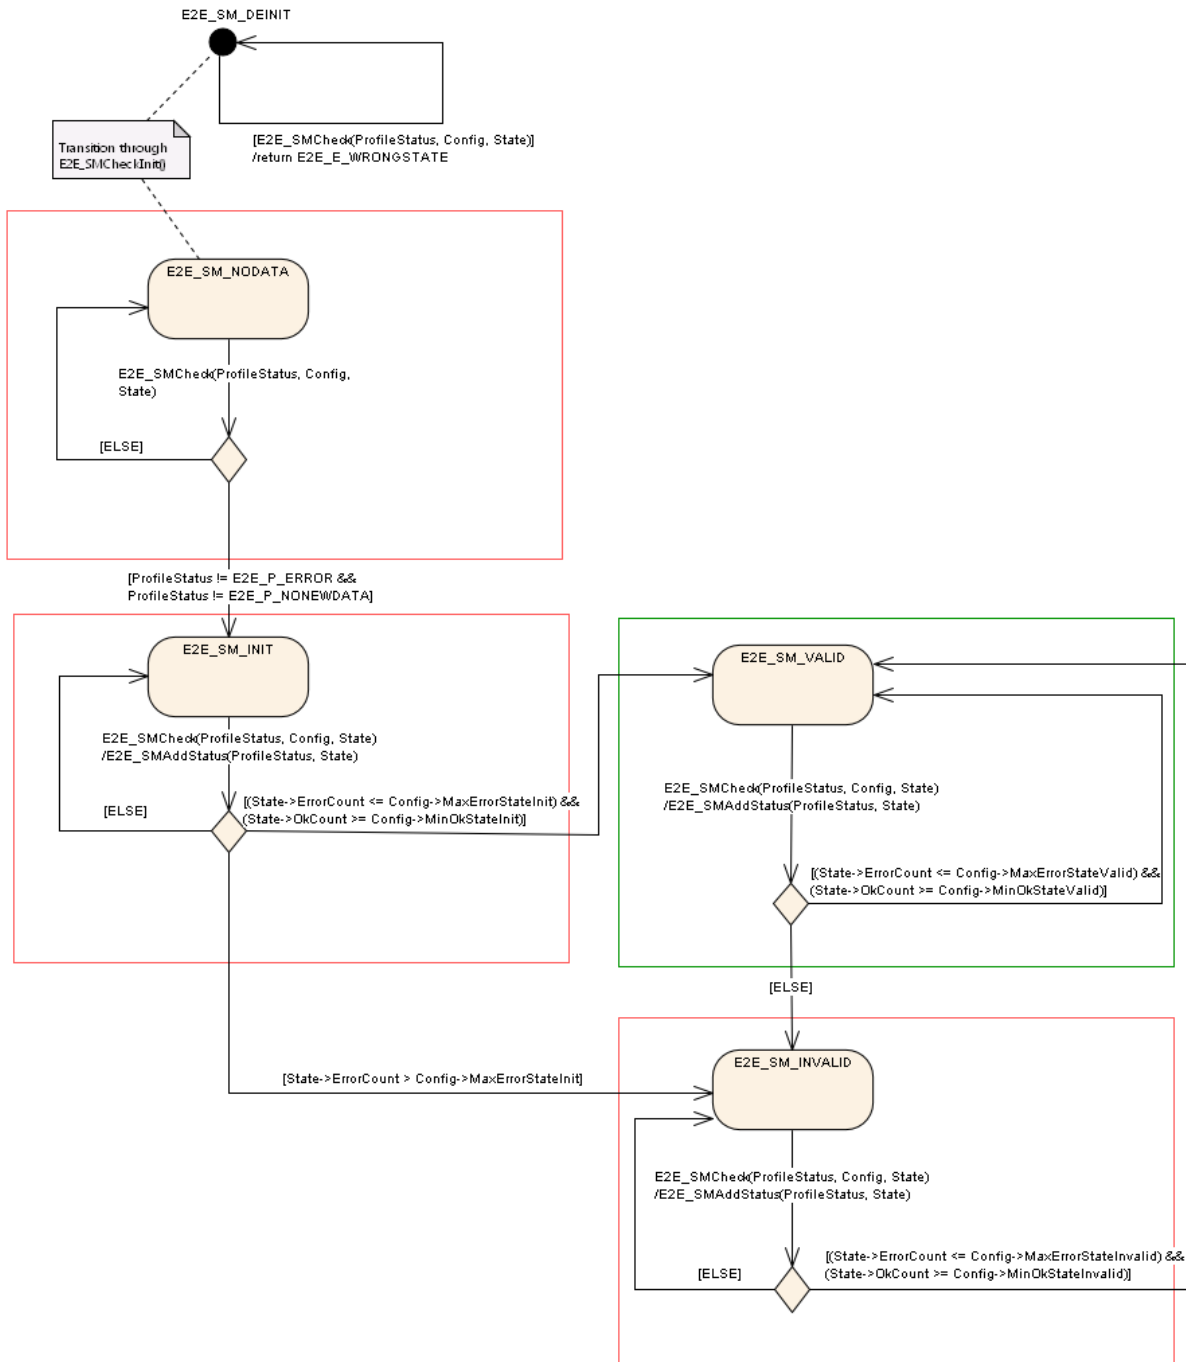 E2E_SM_DEINIT
[E2E_SMCheck(ProfileStatus, Config, State)]
/return E2E_E_WRONGSTATE
Transition through
E2E_SMCheckInit()
E2E_SM_NODATA
E2E_SMCheck(ProfileStatus, Config,
State)
[ELSE]
[ProfileStatus != E2E_P_ERROR &&
ProfileStatus != E2E_P_NONEWDATA]
E2E_SM_INIT
E2E_SMCheck(ProfileStatus, Config, State)
/E2E_SMAddStatus(ProfileStatus, State)
[ELSE]
[(State->ErrorCount <= Config->MaxErrorStateInit) &&
(State->OkCount >= Config->MinOkStateInit)]
E2E_SM_VALID
E2E_SMCheck(ProfileStatus, Config, State)
/E2E_SMAddStatus(ProfileStatus, State)
[(State->ErrorCount <= Config->MaxErrorStateValid) &&
(State->OkCount >= Config->MinOkStateValid)]
[ELSE]
[State->ErrorCount > Config->MaxErrorStateInit]
E2E_SM_INVALID
E2E_SMCheck(ProfileStatus, Config, State)
/E2E_SMAddStatus(ProfileStatus, State)
[ELSE]
[(State->ErrorCount <= Config->MaxErrorStateInvalid) &&
(State->OkCount >= Config->MinOkStateInvalid)]